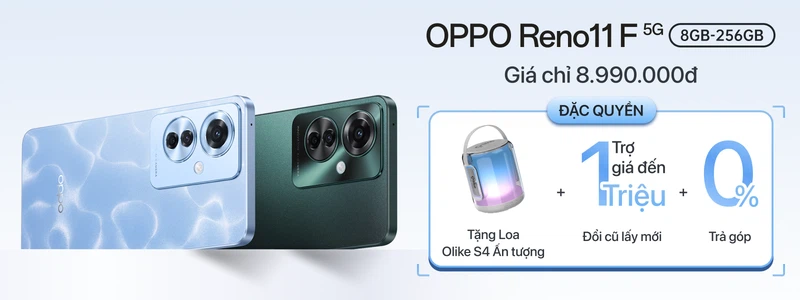 OPPO Reno11 F 5G 8GB-256GB
Giá chỉ 8.990.000đ
ĐẶC QUYỀN
Tặng Loa
Olike S4 Ấn tượng
+
1 Trợ
giá đến
Triệu
Đổi cũ lấy mới
+
0%
Trả góp
oppo